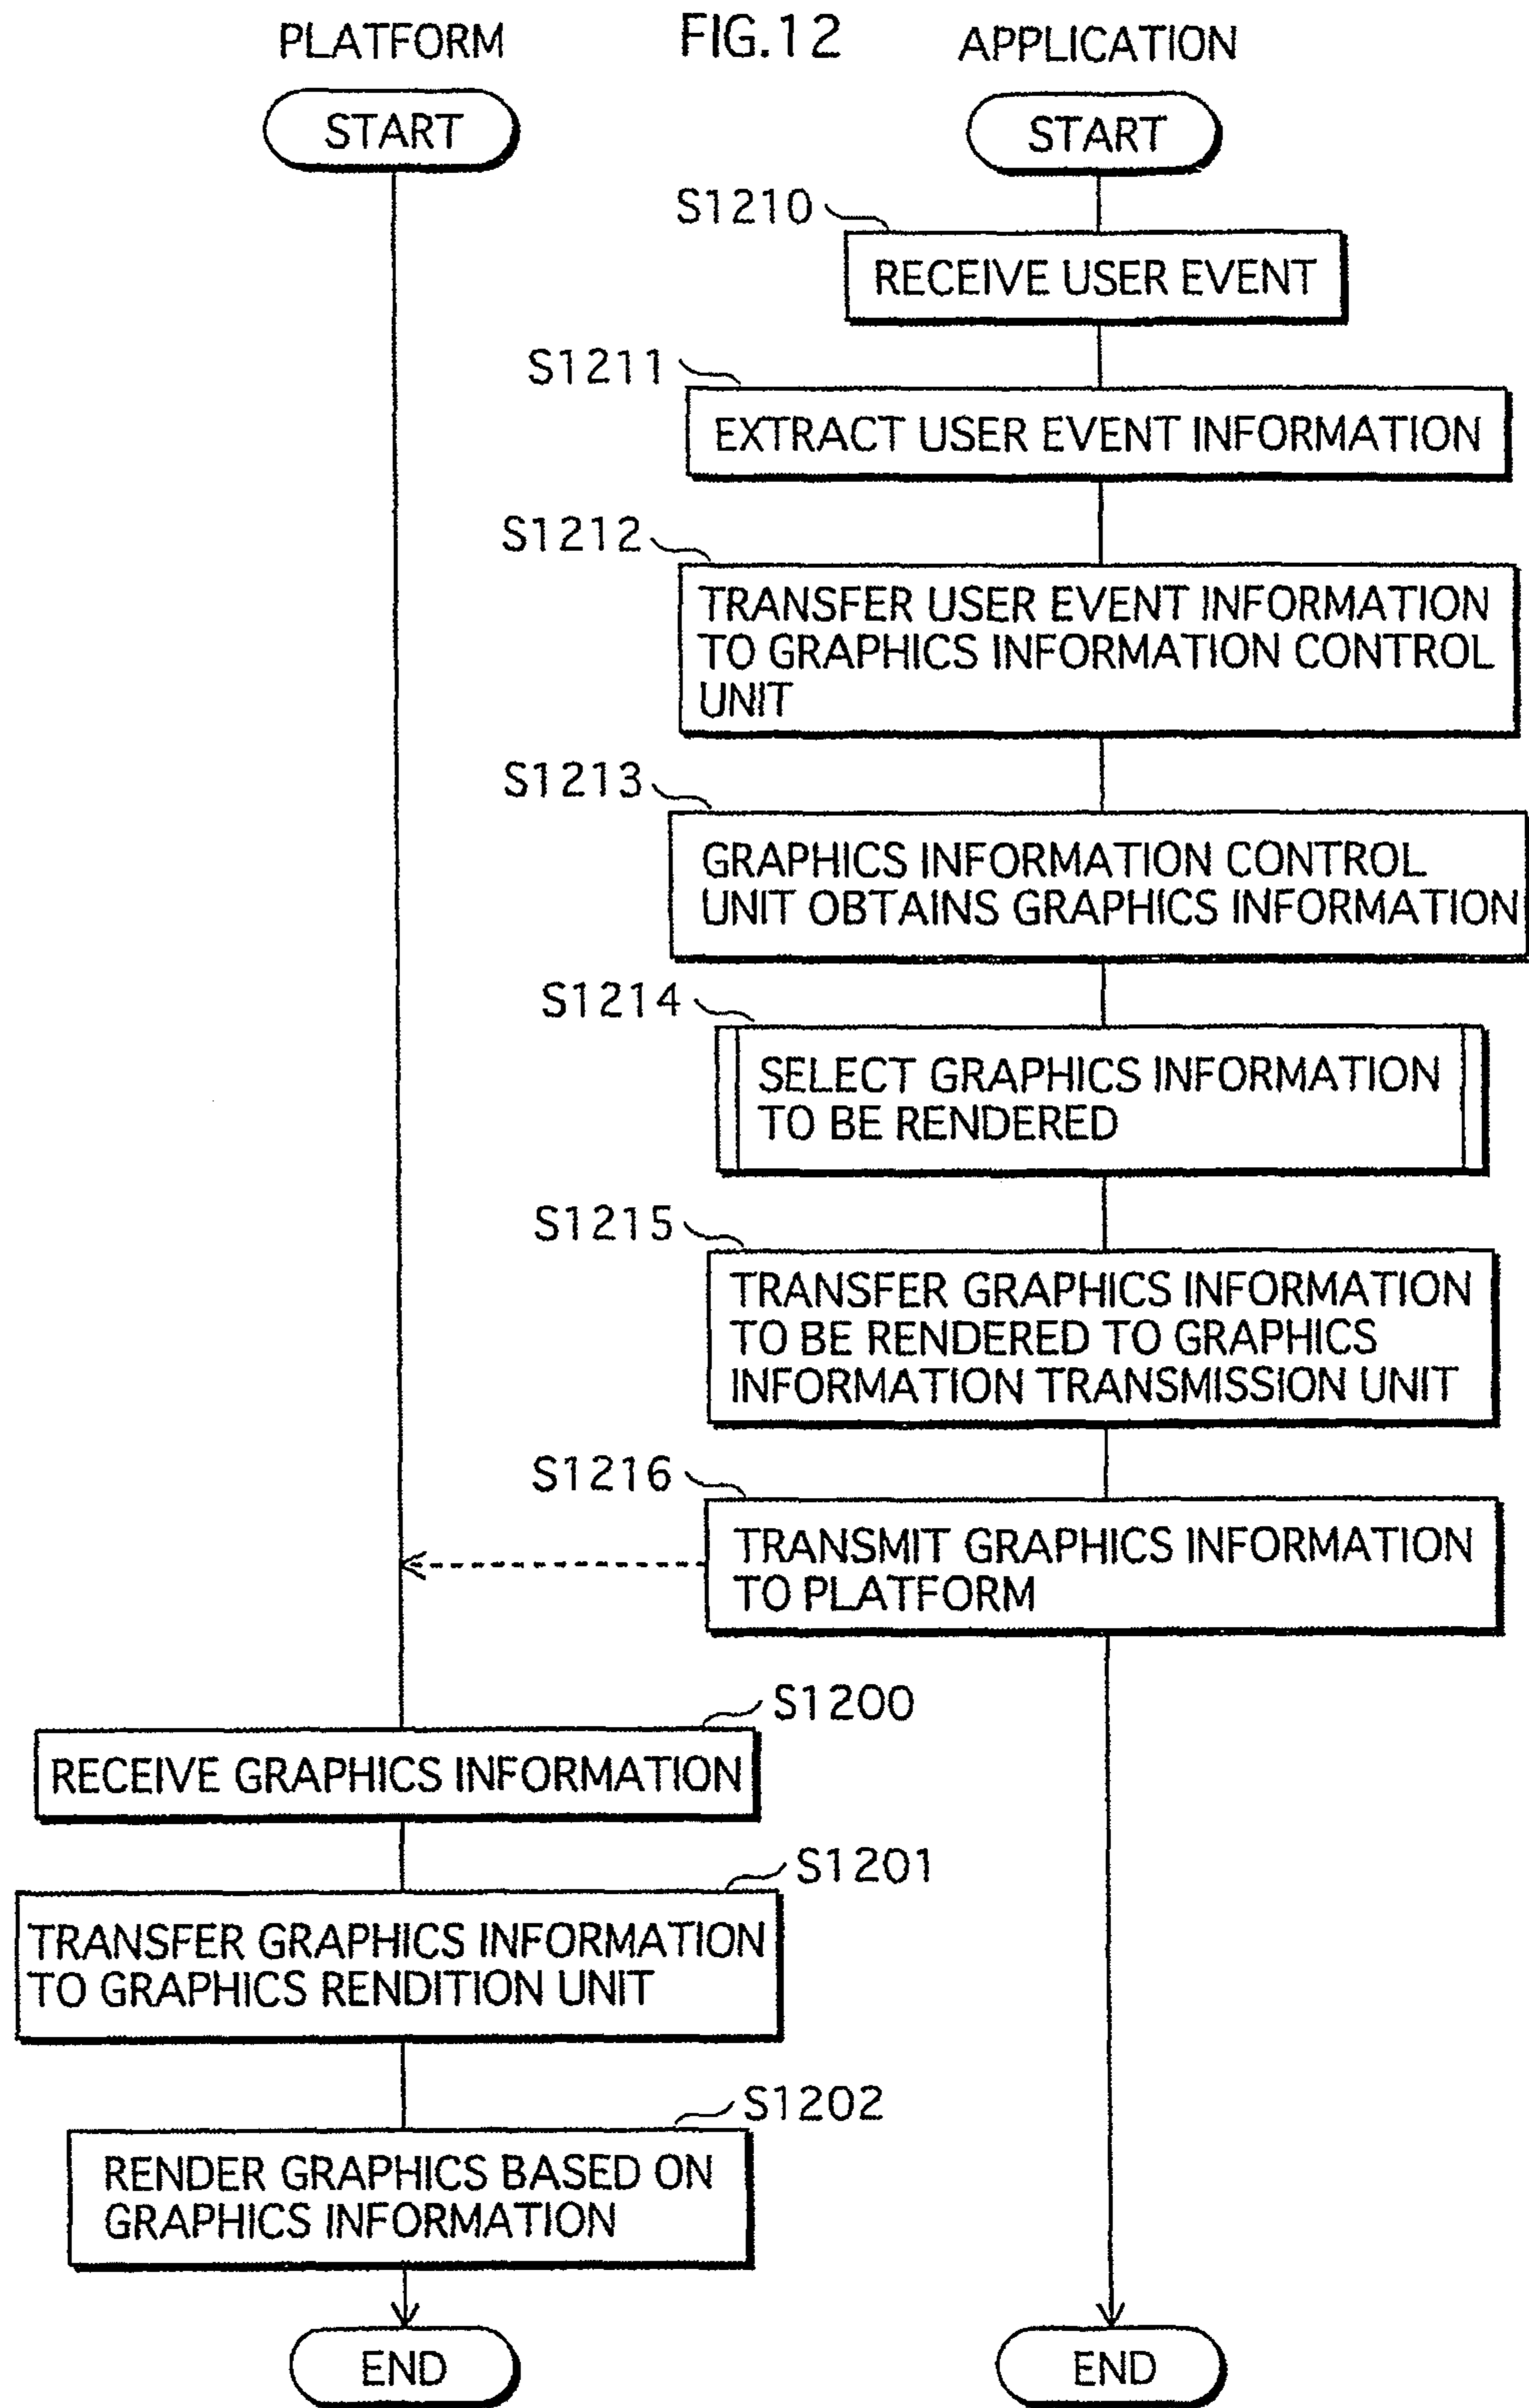 FIG.12
PLATFORM
APPLICATION
START
START
S1210
RECEIVE USER EVENT
S1211
EXTRACT USER EVENT INFORMATION
S1212
TRANSFER USER EVENT INFORMATION
TO GRAPHICS INFORMATION CONTROL
UNIT
S1213
GRAPHICS INFORMATION CONTROL
UNIT OBTAINS GRAPHICS INFORMATION
S1214
SELECT GRAPHICS INFORMATION
TO BE RENDERED
S1215
TRANSFER GRAPHICS INFORMATION
TO BE RENDERED TO GRAPHICS
INFORMATION TRANSMISSION UNIT
S1216
TRANSMIT GRAPHICS INFORMATION
TO PLATFORM
S1200
RECEIVE GRAPHICS INFORMATION
S1201
TRANSFER GRAPHICS INFORMATION
TO GRAPHICS RENDITION UNIT
S1202
RENDER GRAPHICS BASED ON
GRAPHICS INFORMATION
END
END